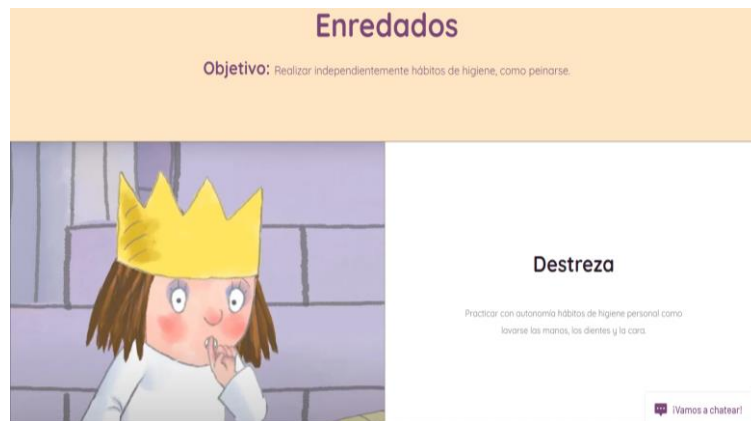 Enredados
Objetivo: Realizar independientemente hábitos de higiene, como peinarse.
Destreza
Practicar con autonomía hábitos de higiene personal como
lavarse las manos, los dientes y la cara.
¡Vamos a chatear!